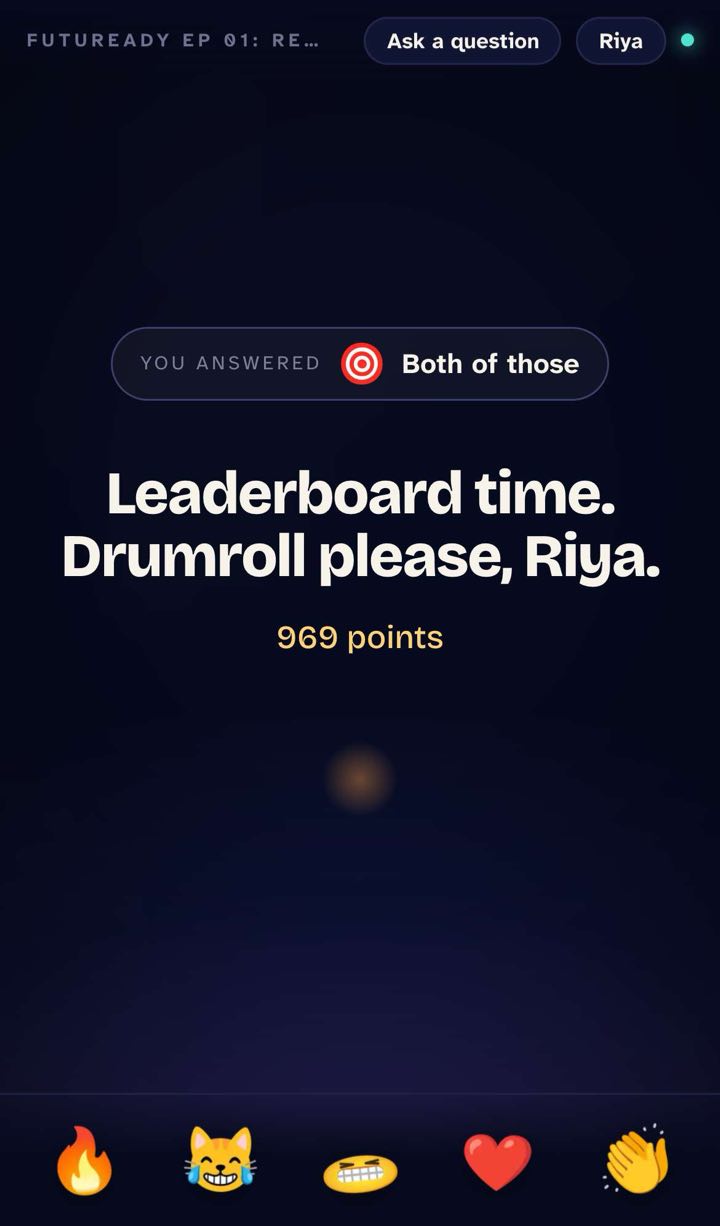 FUTUREADY EP 01: RE…
Ask a question
Riya
YOU ANSWERED 🎯 Both of those
Leaderboard time.
Drumroll please, Riya.
969 points